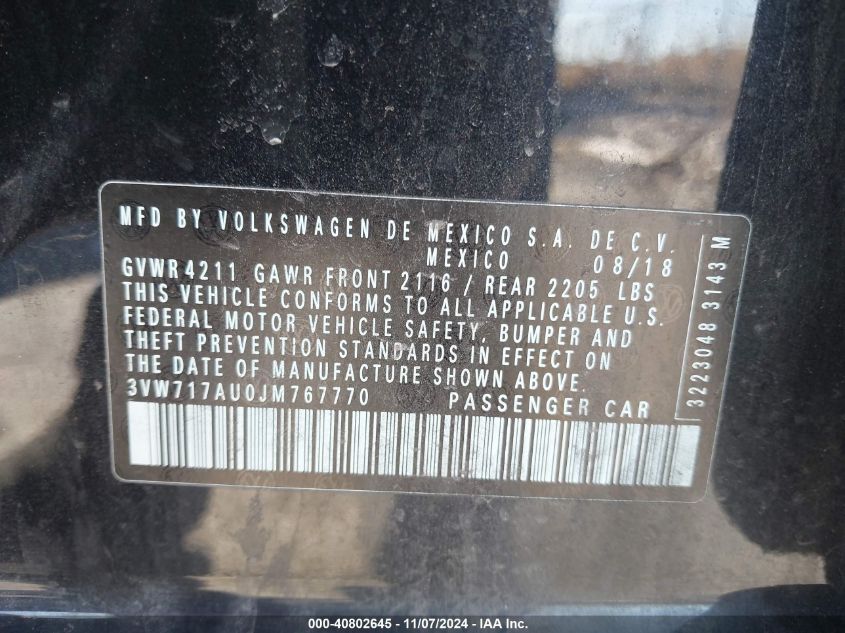 MFD BY VOLKSWAGEN DE MEXICO S.A. DE C.V.
MEXICO 08/18
GVWR 4211 GAWR FRONT 2116 / REAR 2205 LBS
THIS VEHICLE CONFORMS TO ALL APPLICABLE U.S.
FEDERAL MOTOR VEHICLE SAFETY, BUMPER AND
THEFT PREVENTION STANDARDS IN EFFECT ON
THE DATE OF MANUFACTURE SHOWN ABOVE.
3VW717AU0JM767770 PASSENGER CAR
3223048 3143 M
000-40802645 - 11/07/2024 - IAA Inc.